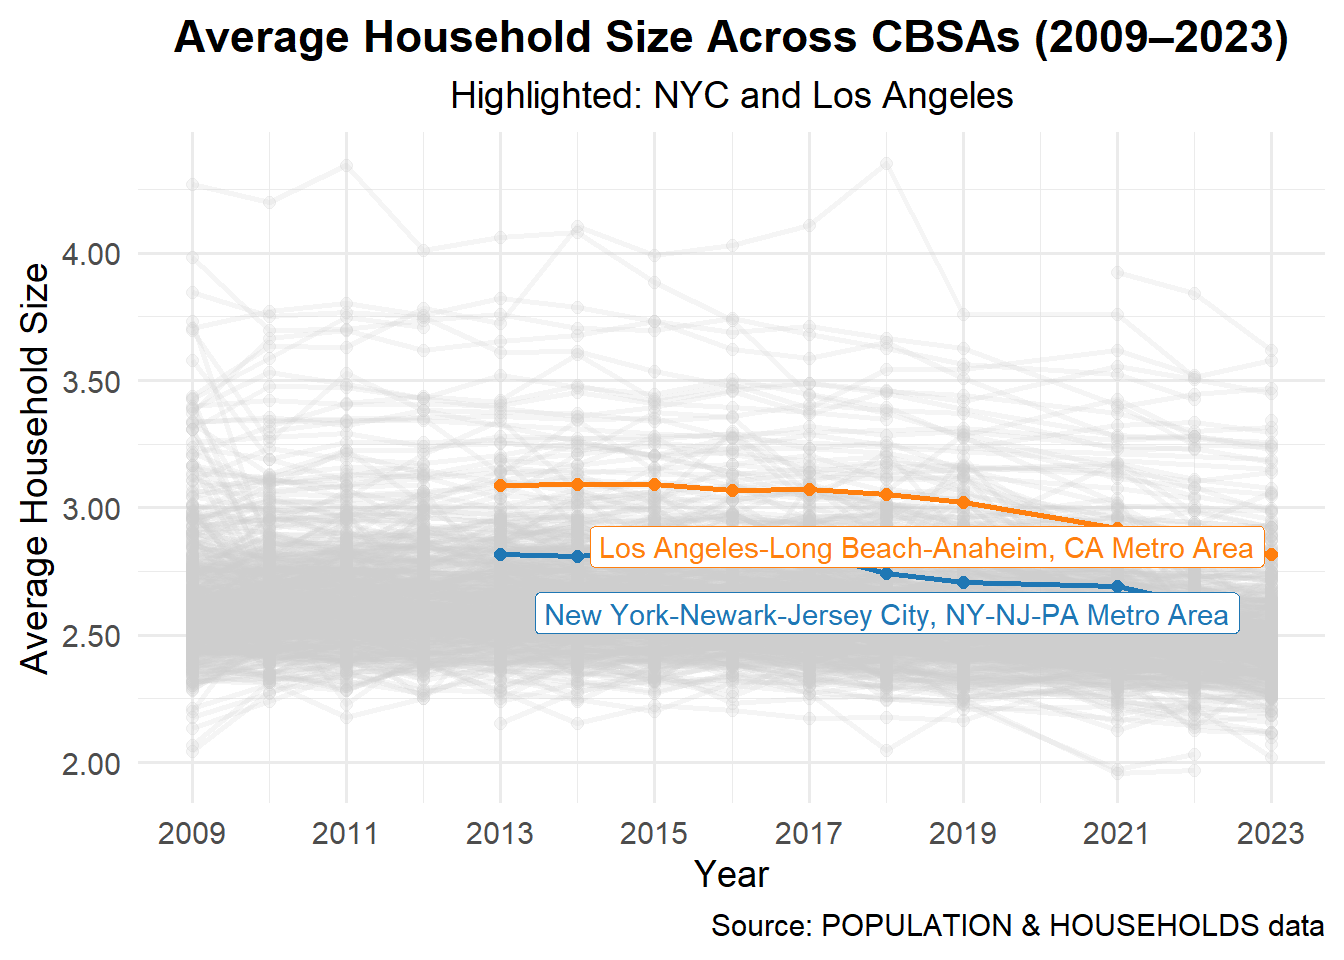 Average Household Size Across CBSAs (2009–2023)
Highlighted: NYC and Los Angeles
Average Household Size
4.00
3.50
3.00
2.50
2.00
Los Angeles-Long Beach-Anaheim, CA Metro Area
New York-Newark-Jersey City, NY-NJ-PA Metro Area
2009 2011 2013 2015 2017 2019 2021 2023
Year
Source: POPULATION & HOUSEHOLDS data